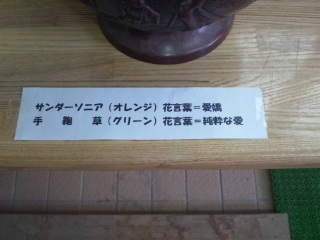 サンダーソニア（オレンジ）花言葉＝愛嬌
手　鞠　草（グリーン）花言葉＝純粋な愛